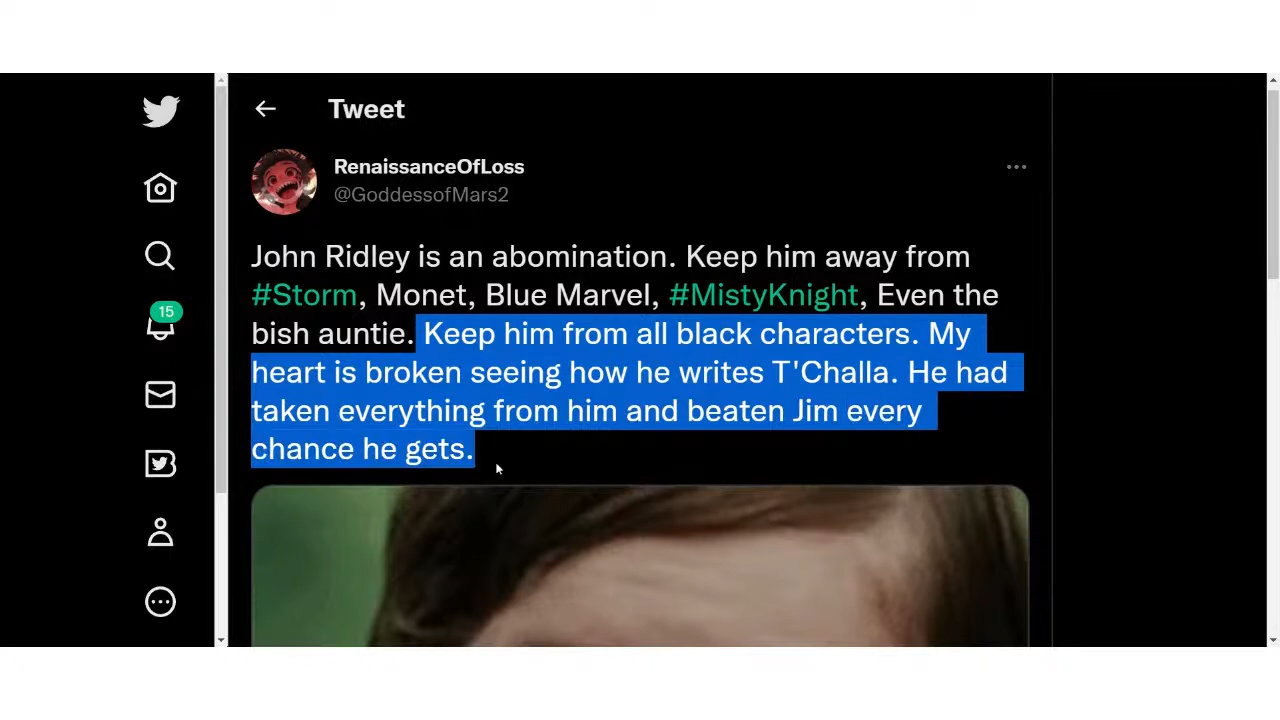 Tweet
RenaissanceOfLoss
@GoddessofMars2
John Ridley is an abomination. Keep him away from
#Storm, Monet, Blue Marvel, #MistyKnight, Even the
bish auntie. Keep him from all black characters. My
heart is broken seeing how he writes T'Challa. He had
taken everything from him and beaten Jim every
chance he gets.
15